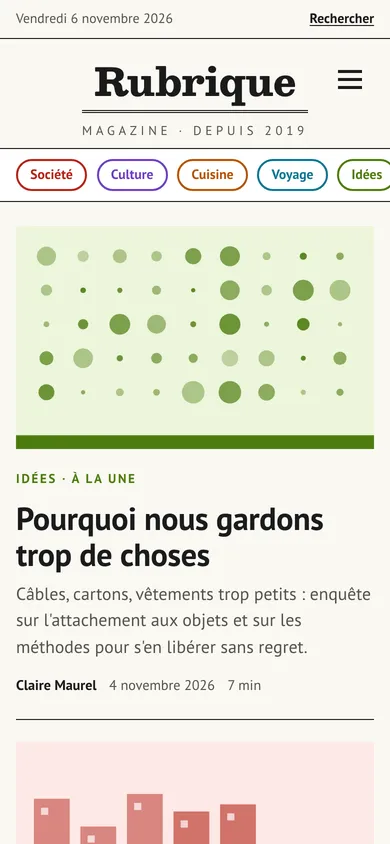 Vendredi 6 novembre 2026 Rechercher
Rubrique
MAGAZINE · DEPUIS 2019
Société Culture Cuisine Voyage Idées
IDÉES · À LA UNE
Pourquoi nous gardons
trop de choses
Câbles, cartons, vêtements trop petits : enquête
sur l'attachement aux objets et sur les
méthodes pour s'en libérer sans regret.
Claire Maurel 4 novembre 2026 7 min